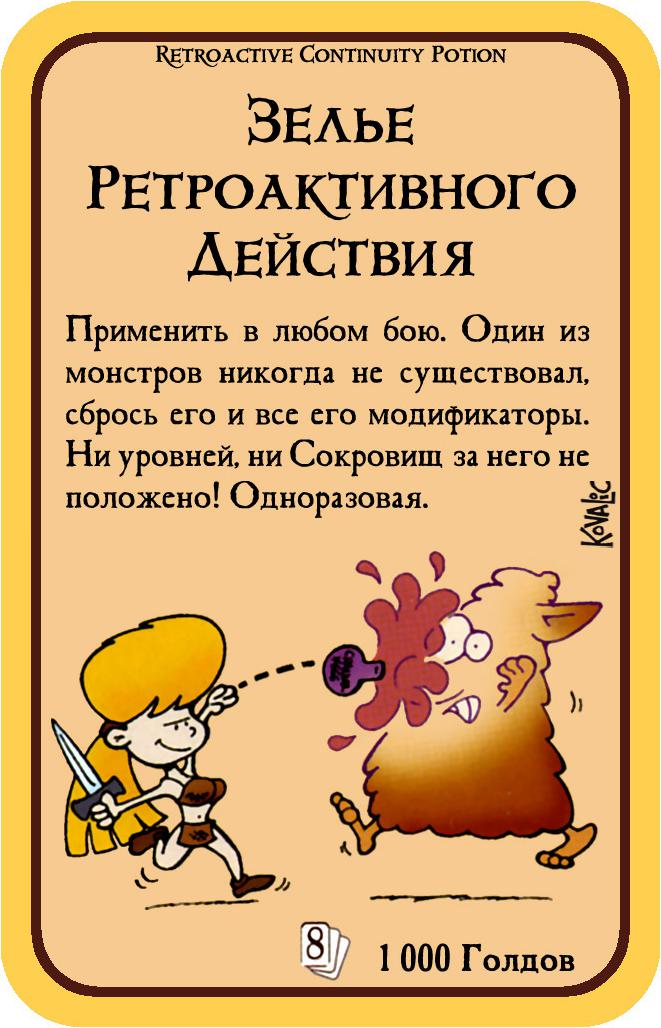 Retroactive Continuity Potion
Зелье
Ретроактивного
Действия
Применить в любом бою. Один из
монстров никогда не существовал,
сбрось его и все его модификаторы.
Ни уровней, ни Сокровищ за него не
положено! Одноразовая.
Kovalic
8
1 000 Голдов